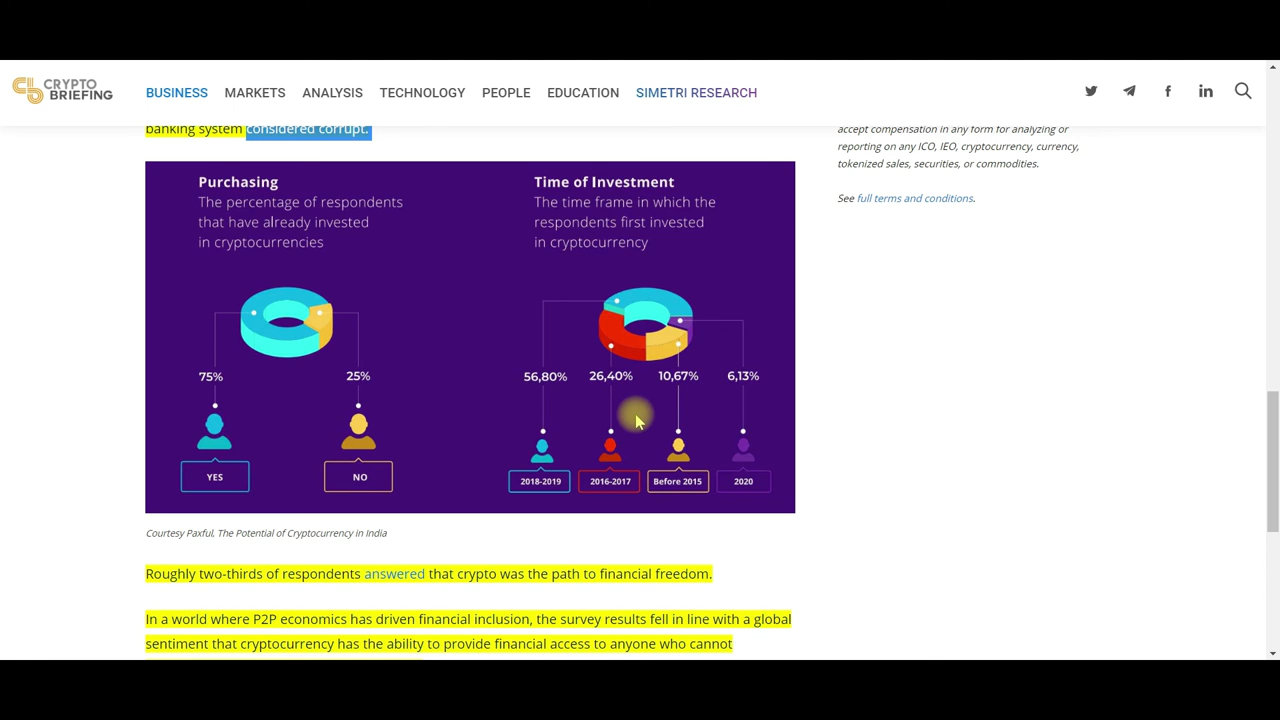 CRYPTO
BRIEFING
BUSINESS MARKETS ANALYSIS TECHNOLOGY PEOPLE EDUCATION SIMETRI RESEARCH
banking system considered corrupt.
Purchasing
The percentage of respondents
that have already invested
in cryptocurrencies
75% 25%
YES NO
Time of Investment
The time frame in which the
respondents first invested
in cryptocurrency
56,80% 26,40% 10,67% 6,13%
2018-2019 2016-2017 Before 2015 2020
Courtesy Paxful, The Potential of Cryptocurrency in India
Roughly two-thirds of respondents answered that crypto was the path to financial freedom.
In a world where P2P economics has driven financial inclusion, the survey results fell in line with a global
sentiment that cryptocurrency has the ability to provide financial access to anyone who cannot
accept compensation in any form for analyzing or
reporting on any ICO, IEO, cryptocurrency, currency,
tokenized sales, securities, or commodities.
See full terms and conditions.